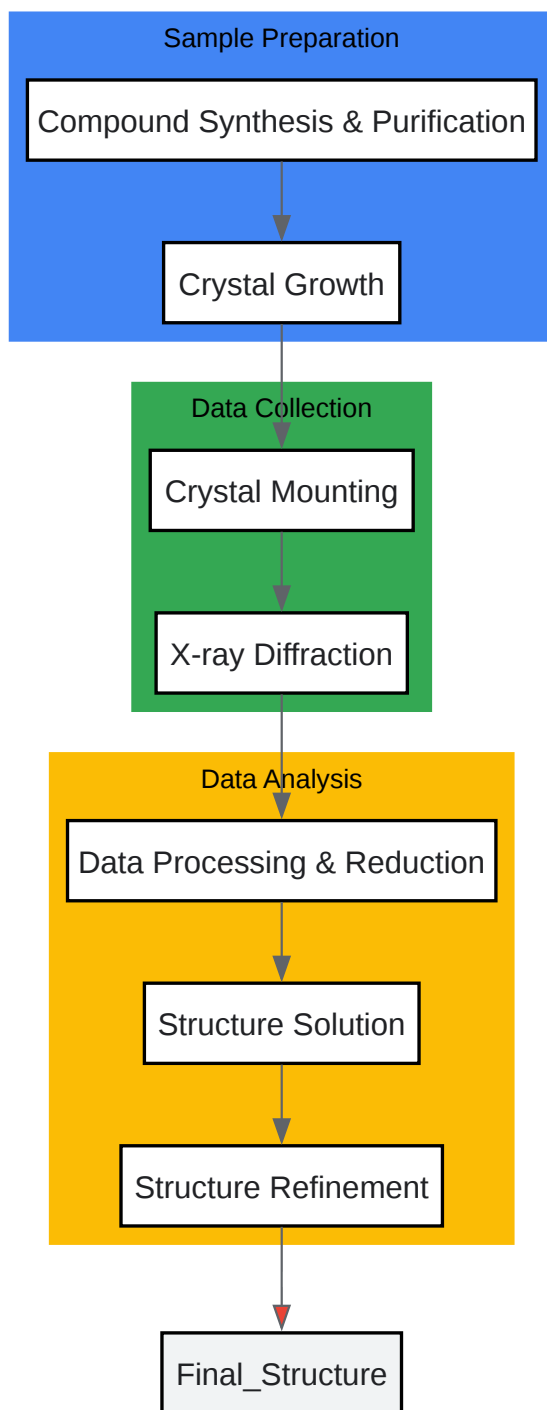 Sample Preparation
Compound Synthesis & Purification
Crystal Growth
Data Collection
Crystal Mounting
X-ray Diffraction
Data Analysis
Data Processing & Reduction
Structure Solution
Structure Refinement
Final_Structure